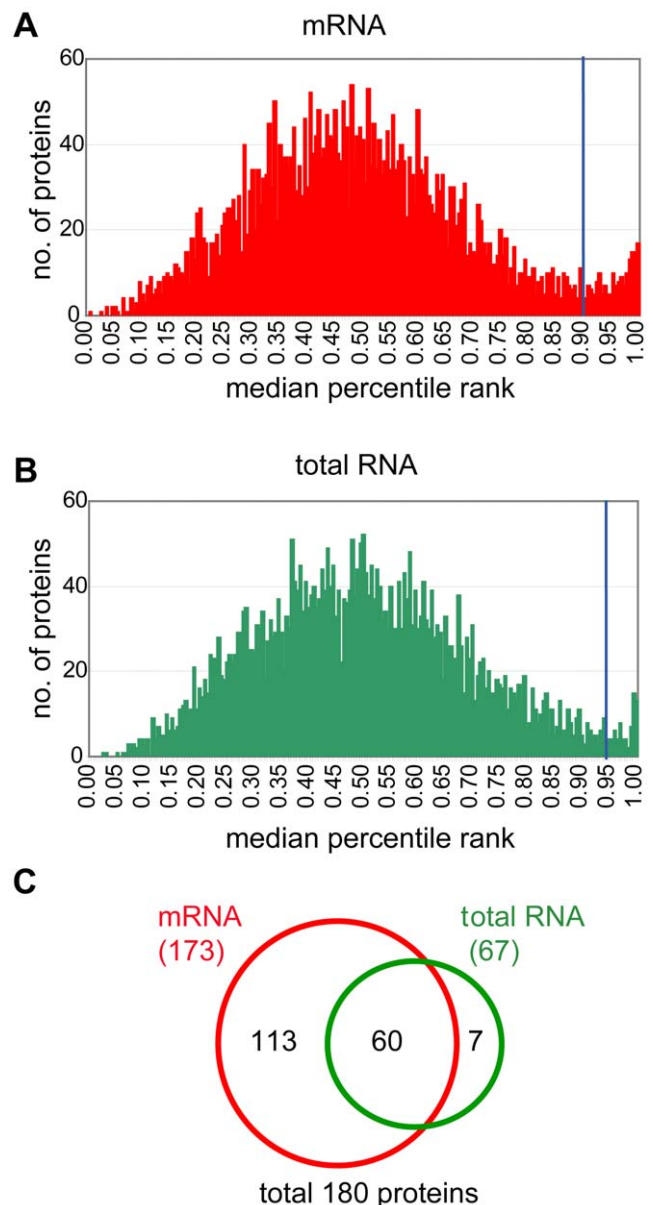 A
mRNA
60
40
20
0
no. of proteins
0.00 0.05 0.10 0.15 0.20 0.25 0.30 0.35 0.40 0.45 0.50 0.55 0.60 0.65 0.70 0.75 0.80 0.85 0.90 0.95 1.00
median percentile rank
B
total RNA
60
40
20
0
no. of proteins
0.00 0.05 0.10 0.15 0.20 0.25 0.30 0.35 0.40 0.45 0.50 0.55 0.60 0.65 0.70 0.75 0.80 0.85 0.90 0.95 1.00
median percentile rank
C
mRNA total RNA
(173) (67)
113 60 7
total 180 proteins